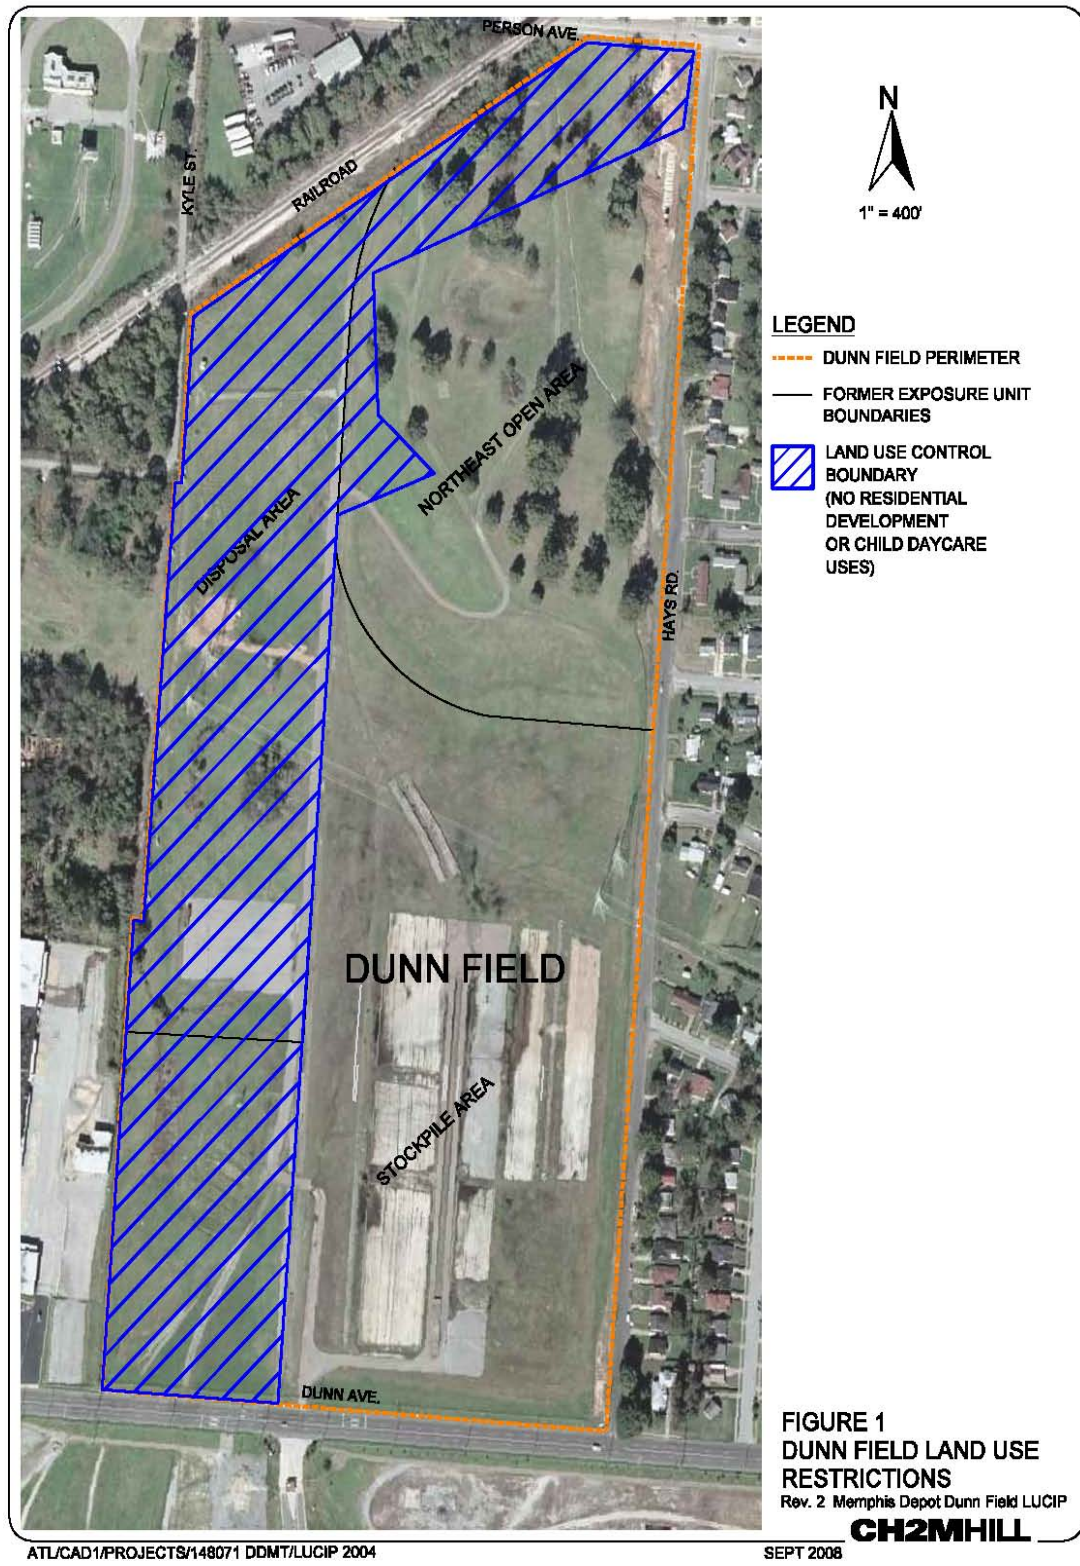 PERSON AVE.
N
1" = 400'
KYLE ST.
RAILROAD
LEGEND
DUNN FIELD PERIMETER
FORMER EXPOSURE UNIT
BOUNDARIES
LAND USE CONTROL
BOUNDARY
(NO RESIDENTIAL
DEVELOPMENT
OR CHILD DAYCARE
USES)
NORTHEAST OPEN AREA
DISPOSAL AREA
HAYS RD.
DUNN FIELD
STOCKPILE AREA
DUNN AVE.
FIGURE 1
DUNN FIELD LAND USE
RESTRICTIONS
Rev. 2 Memphis Depot Dunn Field LUCIP
CH2MHILL
ATL/CAD1/PROJECTS/148071 DDMT/LUCIP 2004
SEPT 2008